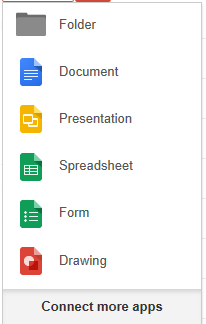 Folder
Document
Presentation
Spreadsheet
Form
Drawing
Connect more apps